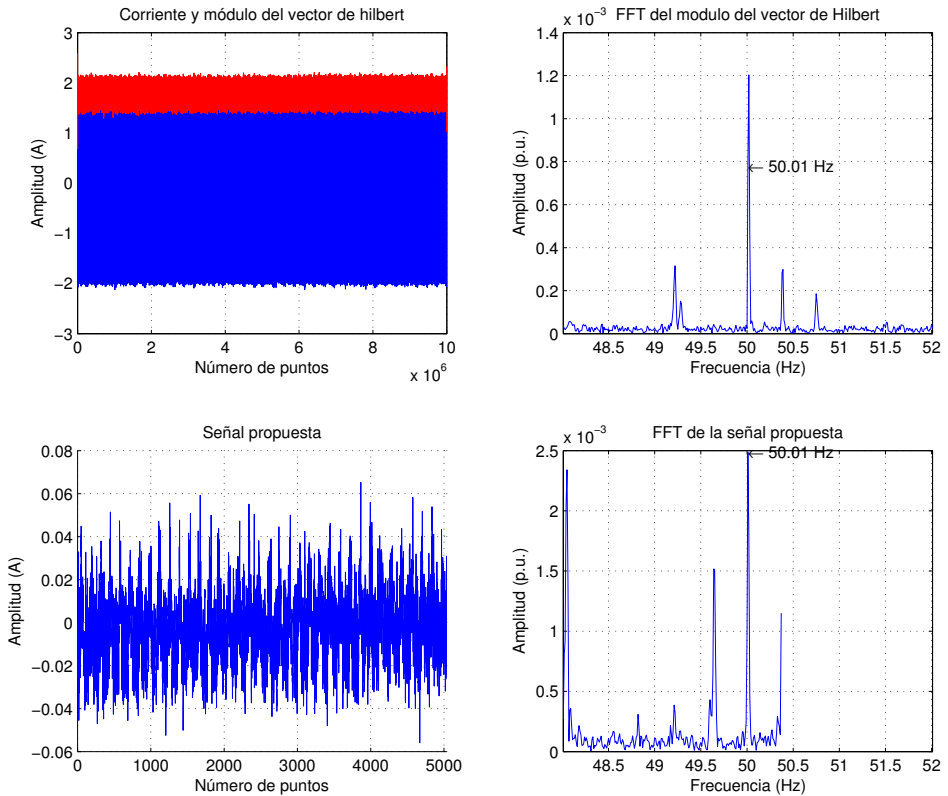 Corriente y módulo del vector de hilbert
3
2
1
0
−1
−2
−3
Amplitud (A)
0 2 4 6 8 10
x 10^6
Número de puntos
x 10^−3 FFT del modulo del vector de Hilbert
1.4
1.2
1
0.8
0.6
0.4
0.2
0
Amplitud (p.u.)
50.01 Hz
48.5 49 49.5 50 50.5 51 51.5 52
Frecuencia (Hz)
Señal propuesta
0.08
0.06
0.04
0.02
0
−0.02
−0.04
−0.06
Amplitud (A)
0 1000 2000 3000 4000 5000
Número de puntos
x 10^−3 FFT de la señal propuesta
2.5
2
1.5
1
0.5
0
Amplitud (p.u.)
50.01 Hz
48.5 49 49.5 50 50.5 51 51.5 52
Frecuencia (Hz)